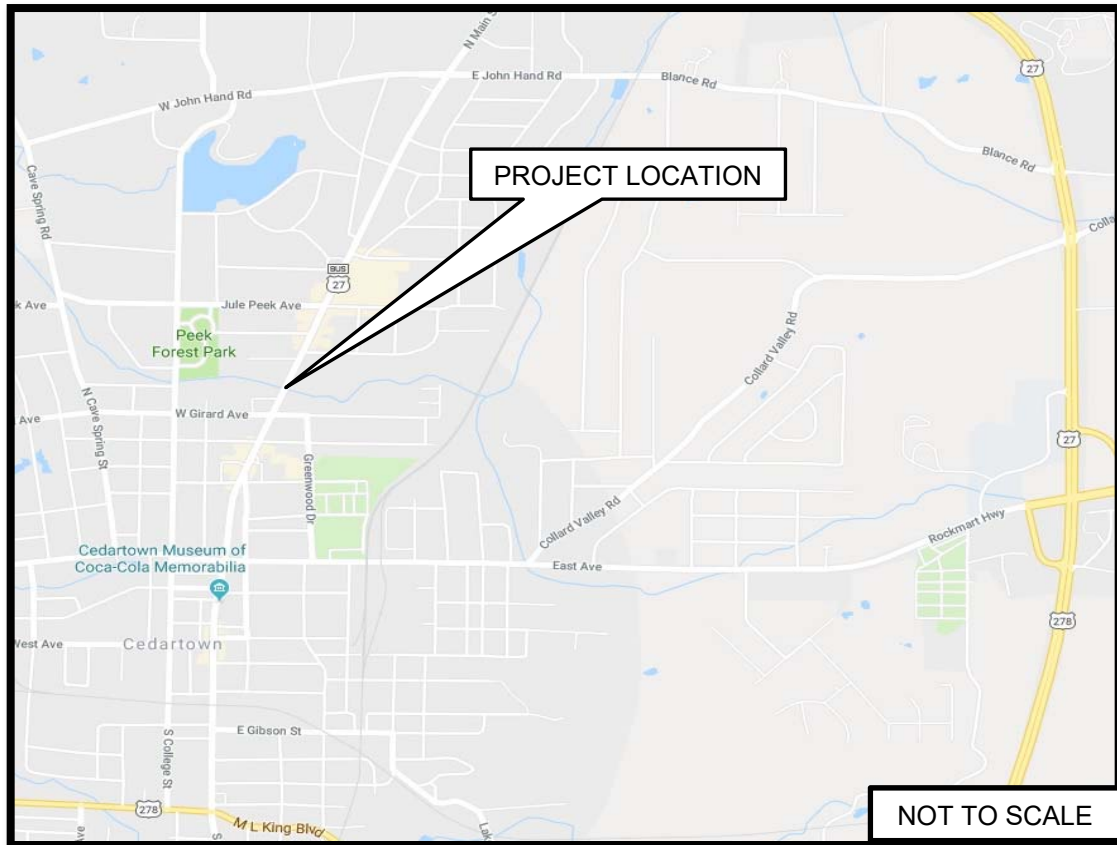 N Main S
27
E John Hand Rd
Blance Rd
W John Hand Rd
Blance Rd
PROJECT LOCATION
Cave Spring Rd
Colla
BUS
27
k Ave
Jule Peek Ave
Peek
Forest Park
Collard Valley Rd
W Girard Ave
Ave
N Cave Spring St
27
Greenwood Dr
Collard Valley Rd
Rockmart Hwy
Cedartown Museum of
Coca-Cola Memorabilia
East Ave
278
West Ave
Cedartown
E Gibson St
S College St
278
M L King Blvd
S
Lak
ave
NOT TO SCALE